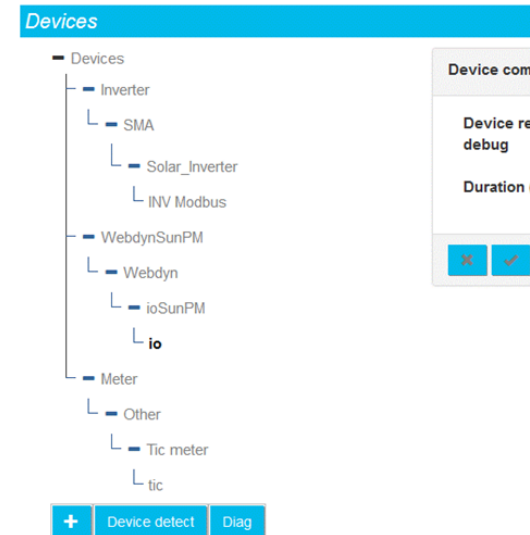 Devices
Devices
Inverter
SMA
Solar_Inverter
INV Modbus
WebdynSunPM
Webdyn
ioSunPM
io
Meter
Other
Tic meter
tic
Device detect Diag
Device com
Device re
debug
Duration